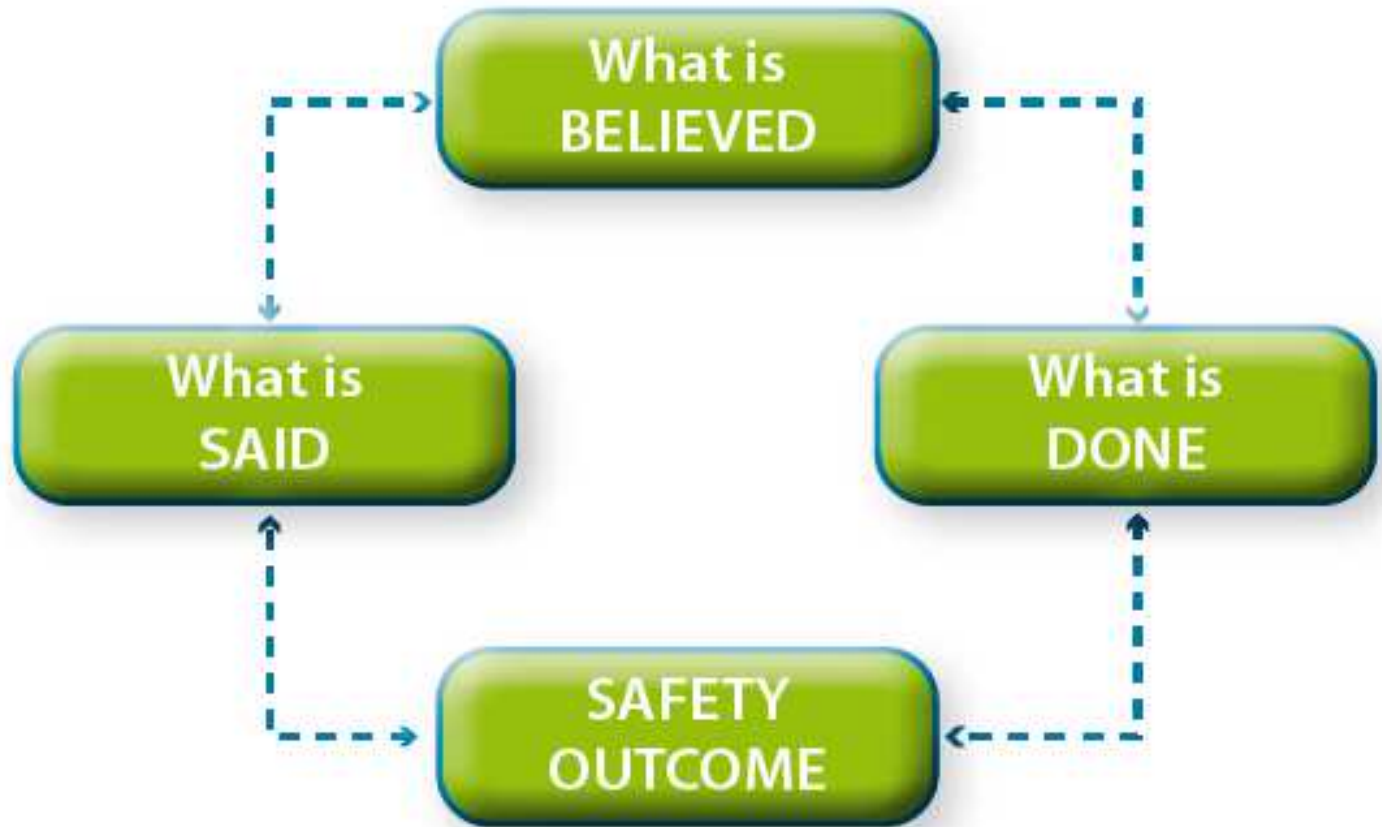 What is
BELIEVED
What is
SAID
What is
DONE
SAFETY
OUTCOME